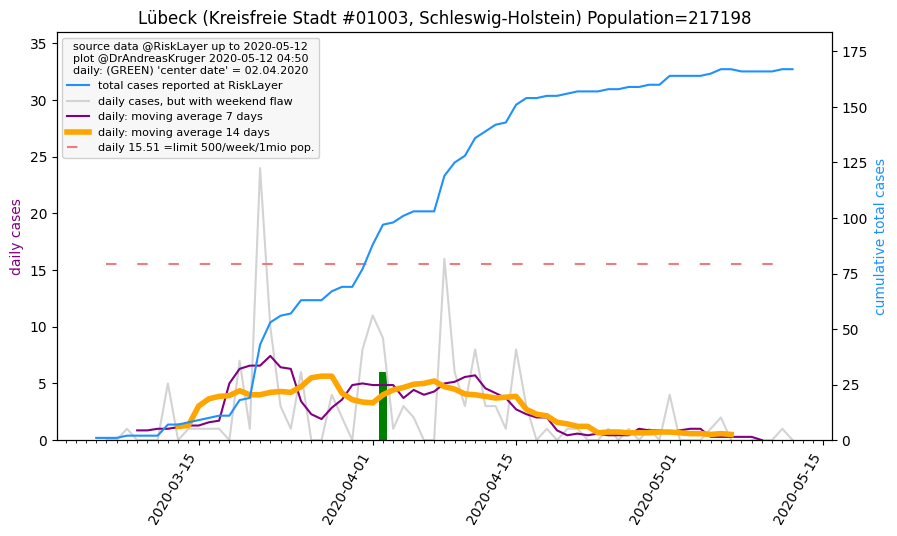 Lübeck (Kreisfreie Stadt #01003, Schleswig-Holstein) Population=217198
source data @RiskLayer up to 2020-05-12
plot @DrAndreasKruger 2020-05-12 04:50
daily: (GREEN) 'center date' = 02.04.2020
total cases reported at RiskLayer
daily cases, but with weekend flaw
daily: moving average 7 days
daily: moving average 14 days
daily 15.51 =limit 500/week/1mio pop.
daily cases
35
30
25
20
15
10
5
0
cumulative total cases
175
150
125
100
75
50
25
0
2020-03-15
2020-04-01
2020-04-15
2020-05-01
2020-05-15